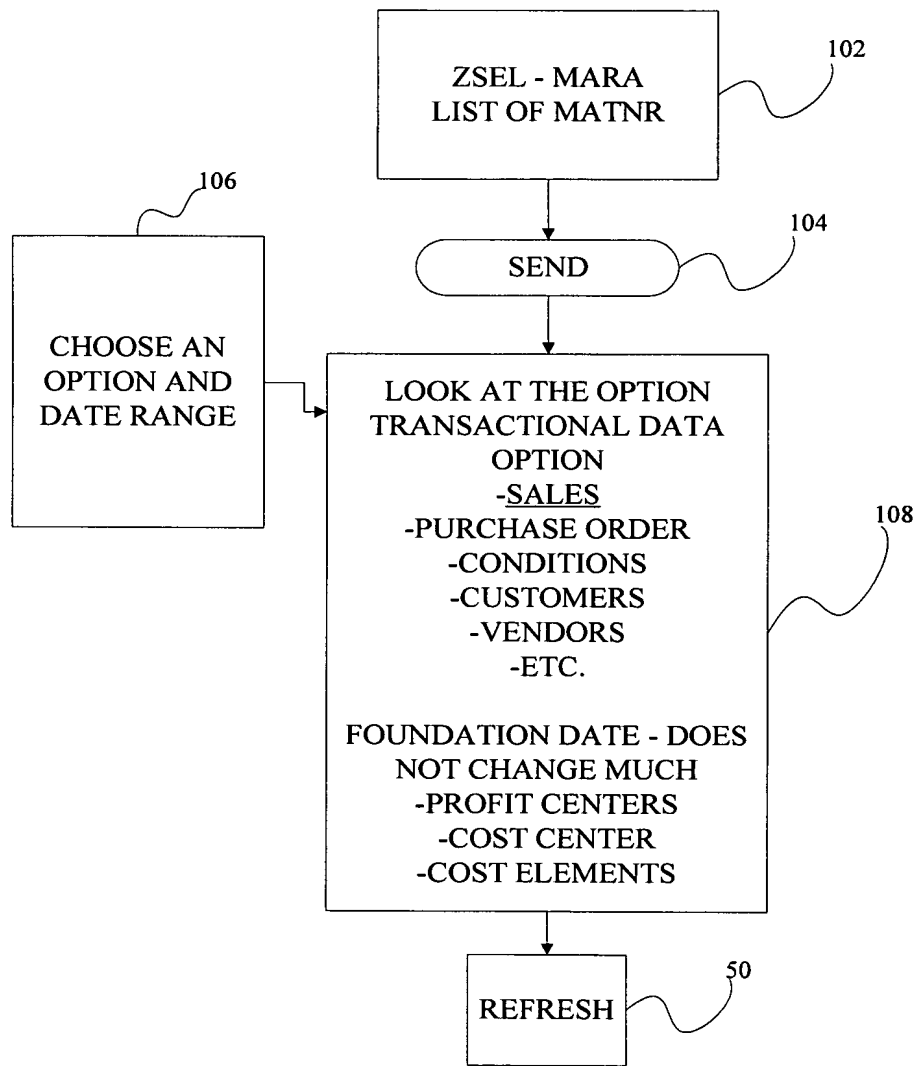 ZSEL - MARA
LIST OF MATNR
102
SEND
104
106
CHOOSE AN
OPTION AND
DATE RANGE
LOOK AT THE OPTION
TRANSACTIONAL DATA
OPTION
-SALES
-PURCHASE ORDER
-CONDITIONS
-CUSTOMERS
-VENDORS
-ETC.
FOUNDATION DATE - DOES
NOT CHANGE MUCH
-PROFIT CENTERS
-COST CENTER
-COST ELEMENTS
108
REFRESH
50